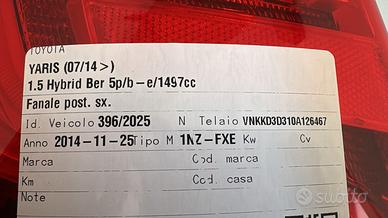 TOYOTA
YARIS (07/14>)
1.5 Hybrid Ber 5p/b-e/1497cc
Fanale post. sx.
Id. Veicolo 396/2025 N Telaio VNKKD3D310A126467
Anno 2014-11-25 Tipo M 1NZ-FXE Kw Cv
Marca Cod. marca
Km Cod. casa
Note
subito